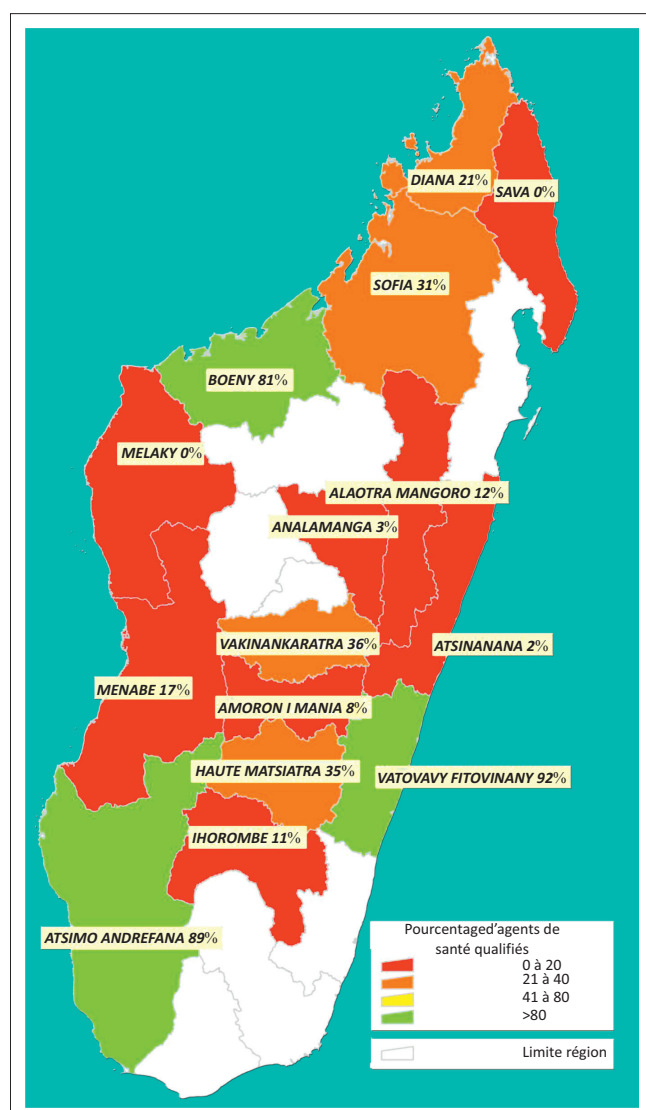 DIANA 21%
SAVA 0%
SOFIA 31%
BOENY 81%
MELAKY 0%
ALAOTRA MANGORO 12%
ANALAMANGA 3%
VAKINANKARATRA 36%
ATSINANANA 2%
MENABE 17%
AMORON I MANIA 8%
HAUTE MATSIATRA 35%
VATOVAVY FITOVINANY 92%
IHOROMBE 11%
ATSIMO ANDREFANA 89%
Pourcentaged’agents de
santé qualifiés
0 à 20
21 à 40
41 à 80
>80
Limite région